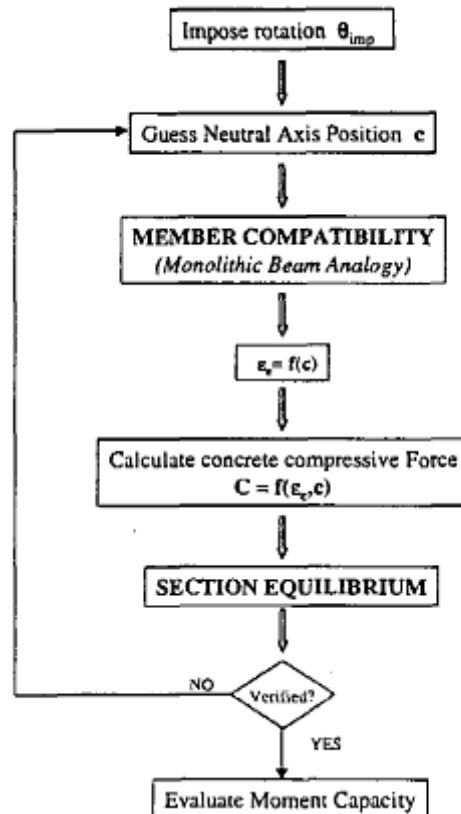 Impose rotation θimp
Guess Neutral Axis Position c
MEMBER COMPATIBILITY
(Monolithic Beam Analogy)
εc= f(c)
Calculate concrete compressive Force
C = f(εc,c)
SECTION EQUILIBRIUM
Verified?
NO
YES
Evaluate Moment Capacity